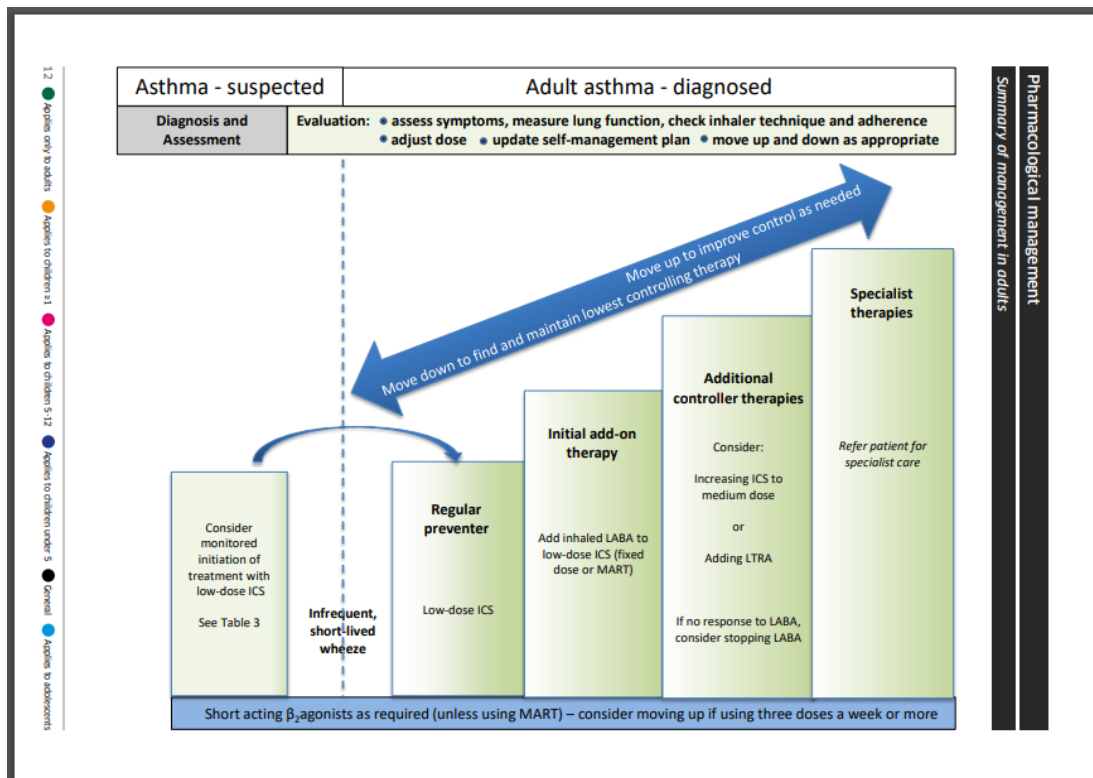 Pharmacological management
Summary of management in adults
Asthma - suspected
Adult asthma - diagnosed
Diagnosis and
Assessment
Evaluation: • assess symptoms, measure lung function, check inhaler technique and adherence
• adjust dose • update self-management plan • move up and down as appropriate
Move up to improve control as needed
Move down to find and maintain lowest controlling therapy
Consider
monitored
initiation of
treatment with
low-dose ICS
See Table 3
Infrequent,
short-lived
wheeze
Regular
preventer
Low-dose ICS
Initial add-on
therapy
Add inhaled LABA to
low-dose ICS (fixed
dose or MART)
Additional
controller therapies
Consider:
Increasing ICS to
medium dose
or
Adding LTRA
If no response to LABA,
consider stopping LABA
Specialist
therapies
Refer patient for
specialist care
Short acting β₂agonists as required (unless using MART) – consider moving up if using three doses a week or more
12 ● Applies only to adults ● Applies to children ≥1 ● Applies to children 5-12 ● Applies to children under 5 ● General ● Applies to adolescents